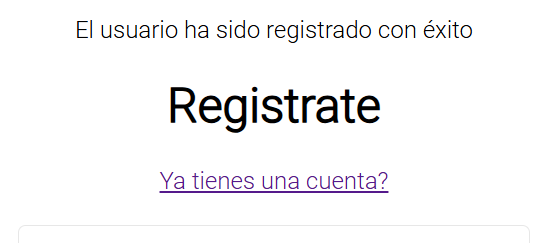 El usuario ha sido registrado con éxito
Registrate
Ya tienes una cuenta?